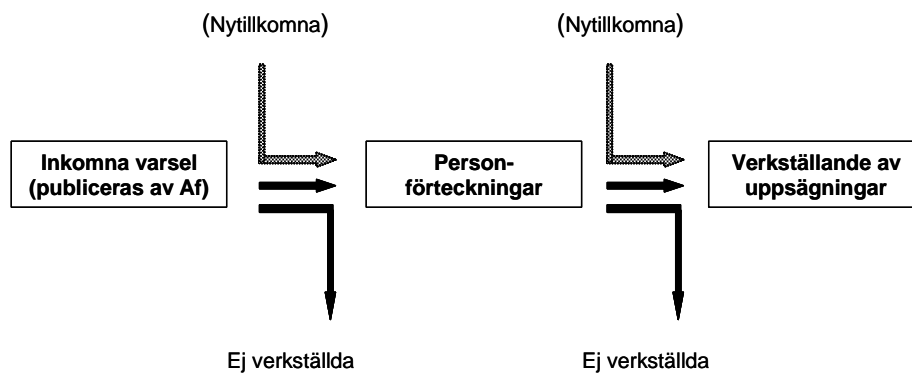 (Nytillkomna)
(Nytillkomna)
Inkomna varsel
(publiceras av Af)
Person-
förteckningar
Verkställande av
uppsägningar
Ej verkställda
Ej verkställda